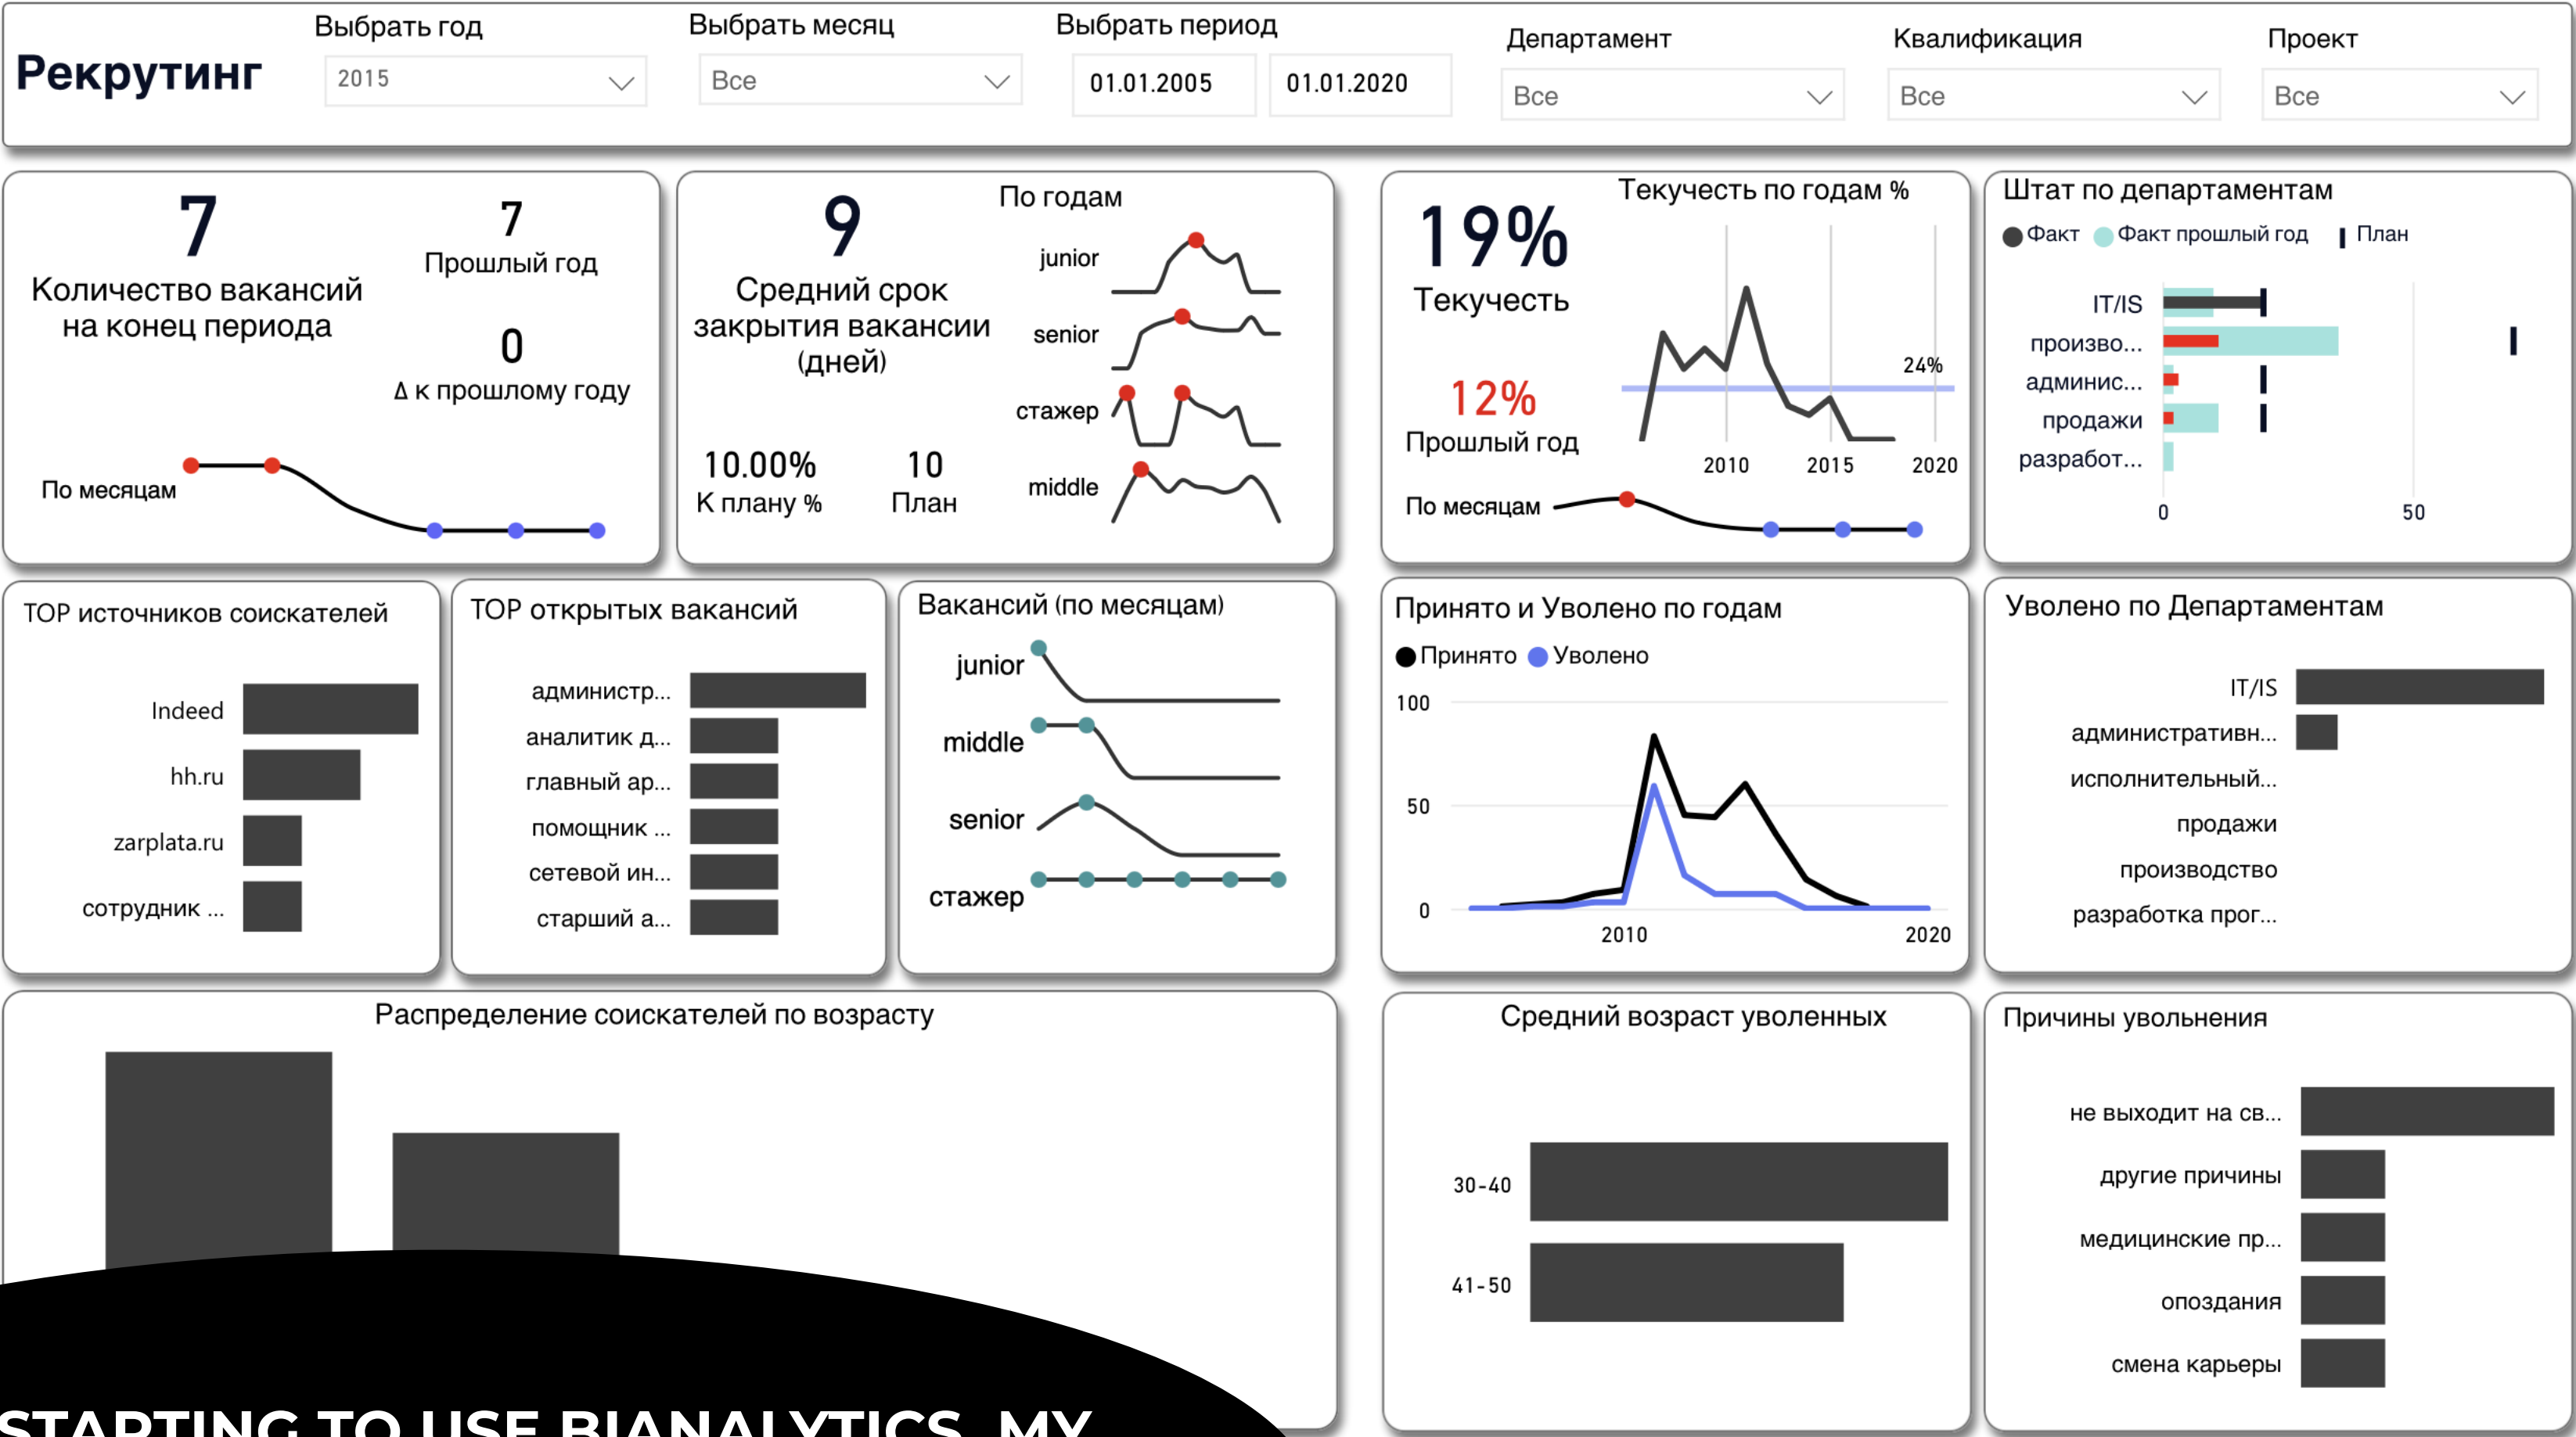 Рекрутинг
Выбрать год
2015
Выбрать месяц
Все
Выбрать период
01.01.2005
01.01.2020
Департамент
Все
Квалификация
Все
Проект
Все
7
Количество вакансий
на конец периода
7
Прошлый год
0
Δ к прошлому году
По месяцам
9
Средний срок
закрытия вакансии
(дней)
10.00%
К плану %
10
План
По годам
junior
senior
стажер
middle
19%
Текучесть
12%
Прошлый год
Текучесть по годам %
24%
2010 2015 2020
По месяцам
Штат по департаментам
Факт Факт прошлый год План
IT/IS
произво...
админис...
продажи
разработ...
0 50
TOP источников соискателей
Indeed
hh.ru
zarplata.ru
сотрудник ...
TOP открытых вакансий
администр...
аналитик д...
главный ар...
помощник ...
сетевой ин...
старший а...
Вакансий (по месяцам)
junior
middle
senior
стажер
Принято и Уволено по годам
Принято Уволено
100
50
0
2010 2020
Уволено по Департаментам
IT/IS
административн...
исполнительный...
продажи
производство
разработка прог...
Распределение соискателей по возрасту
Средний возраст уволенных
30-40
41-50
Причины увольнения
не выходит на св...
другие причины
медицинские пр...
опоздания
смена карьеры
STARTING TO USE BIANALYTICS, MY